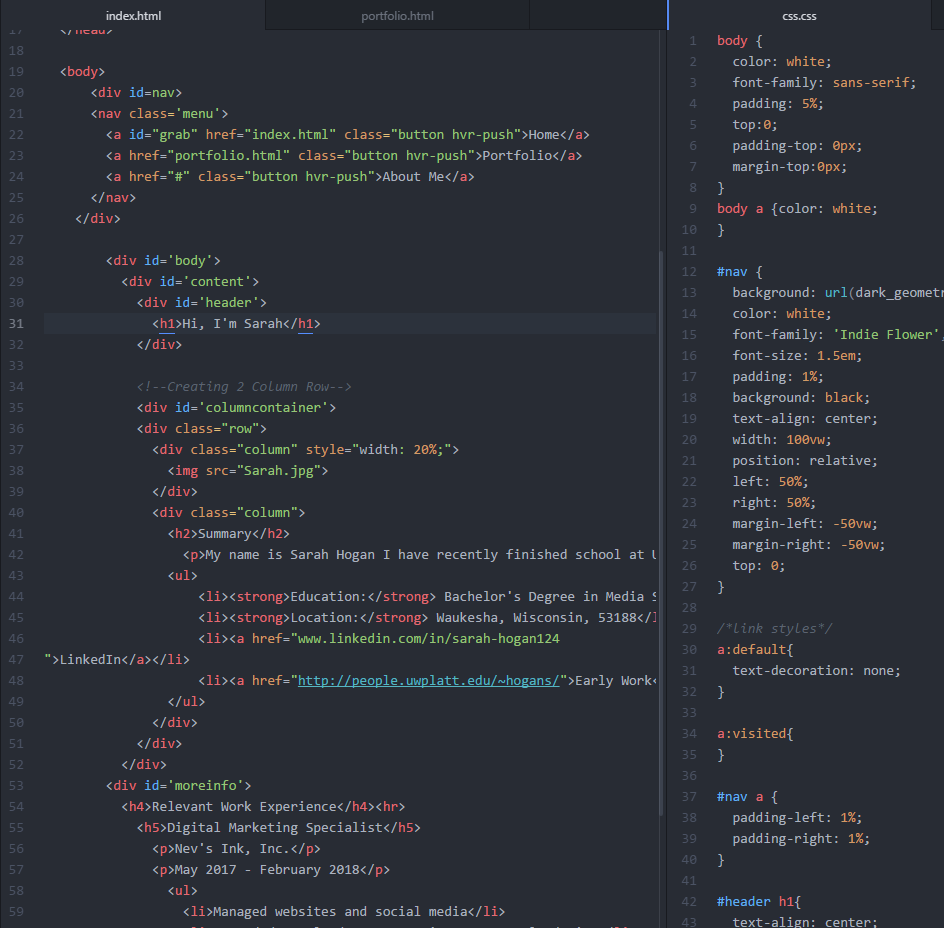 index.html
portfolio.html
17 </head>
18
19 <body>
20 <div id=nav>
21 <nav class='menu'>
22 <a id="grab" href="index.html" class="button hvr-push">Home</a>
23 <a href="portfolio.html" class="button hvr-push">Portfolio</a>
24 <a href="#" class="button hvr-push">About Me</a>
25 </nav>
26 </div>
27
28 <div id='body'>
29 <div id='content'>
30 <div id='header'>
31 <h1>Hi, I'm Sarah</h1>
32 </div>
33
34 <!--Creating 2 Column Row-->
35 <div id='columncontainer'>
36 <div class="row">
37 <div class="column" style="width: 20%;">
38 <img src="Sarah.jpg">
39 </div>
40 <div class="column">
41 <h2>Summary</h2>
42 <p>My name is Sarah Hogan I have recently finished school at
43 <ul>
44 <li><strong>Education:</strong> Bachelor's Degree in Media
45 <li><strong>Location:</strong> Waukesha, Wisconsin, 53188</l
46 <li><a href="www.linkedin.com/in/sarah-hogan124
47 ">LinkedIn</a></li>
48 <li><a href="http://people.uwplatt.edu/~hogans/">Early Work<
49 </ul>
50 </div>
51 </div>
52 </div>
53 <div id='moreinfo'>
54 <h4>Relevant Work Experience</h4><hr>
55 <h5>Digital Marketing Specialist</h5>
56 <p>Nev's Ink, Inc.</p>
57 <p>May 2017 - February 2018</p>
58 <ul>
59 <li>Managed websites and social media</li>
css.css
1 body {
2 color: white;
3 font-family: sans-serif;
4 padding: 5%;
5 top:0;
6 padding-top: 0px;
7 margin-top:0px;
8 }
9 body a {color: white;
10 }
11
12 #nav {
13 background: url(dark_geometr
14 color: white;
15 font-family: 'Indie Flower',
16 font-size: 1.5em;
17 padding: 1%;
18 background: black;
19 text-align: center;
20 width: 100vw;
21 position: relative;
22 left: 50%;
23 right: 50%;
24 margin-left: -50vw;
25 margin-right: -50vw;
26 top: 0;
27 }
28
29 /*link styles*/
30 a:default{
31 text-decoration: none;
32 }
33
34 a:visited{
35 }
36
37 #nav a {
38 padding-left: 1%;
39 padding-right: 1%;
40 }
41
42 #header h1{
43 text-align: center;